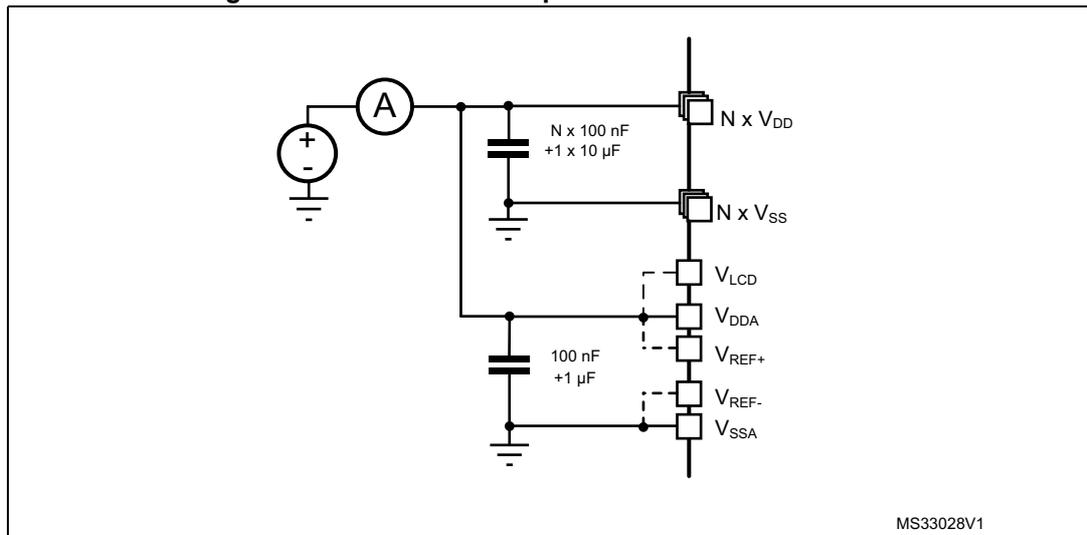 A
+
-
N x 100 nF
+1 x 10 µF
N x VDD
N x VSS
VLCD
VDDA
VREF+
100 nF
+1 µF
VREF-
VSSA
MS33028V1